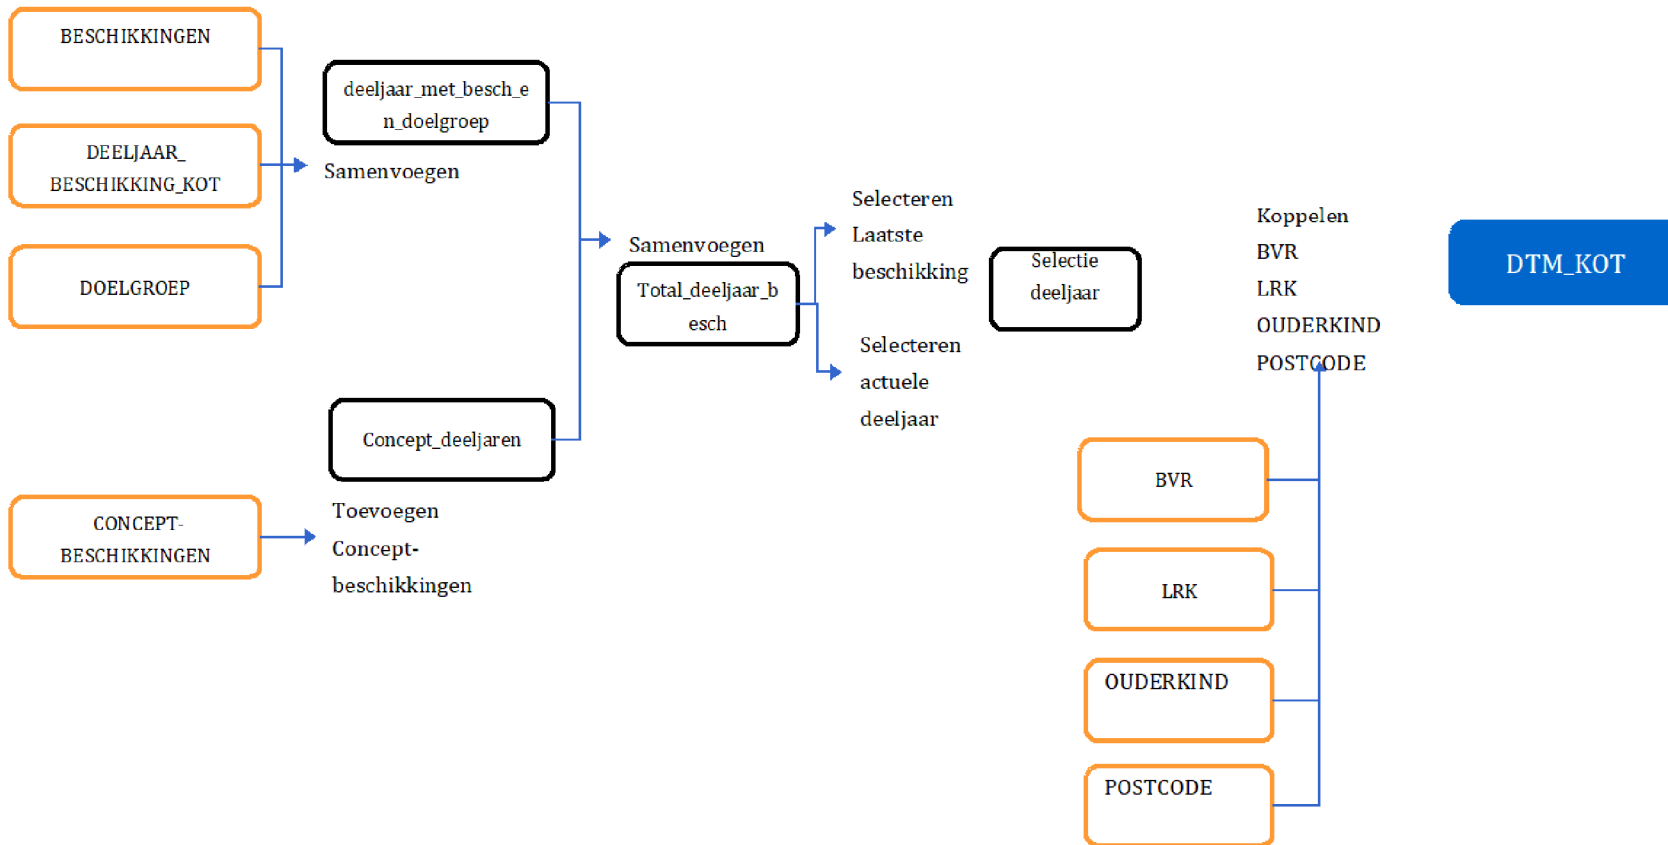 BESCHIKKINGEN
DEELJAAR_
BESCHIKKING_KOT
DOELGROEP
CONCEPT-
BESCHIKKINGEN
deeljaar_met_besch_e
n_doelgroep
Samenvoegen
Concept_deeljaren
Toevoegen
Concept-
beschikkingen
Samenvoegen
Total_deeljaar_b
esch
Selecteren
Laatste
beschikking
Selecteren
actuele
deeljaar
Selectie
deeljaar
Koppelen
BVR
LRK
OUDERKIND
POSTCODE
BVR
LRK
OUDERKIND
POSTCODE
DTM_KOT